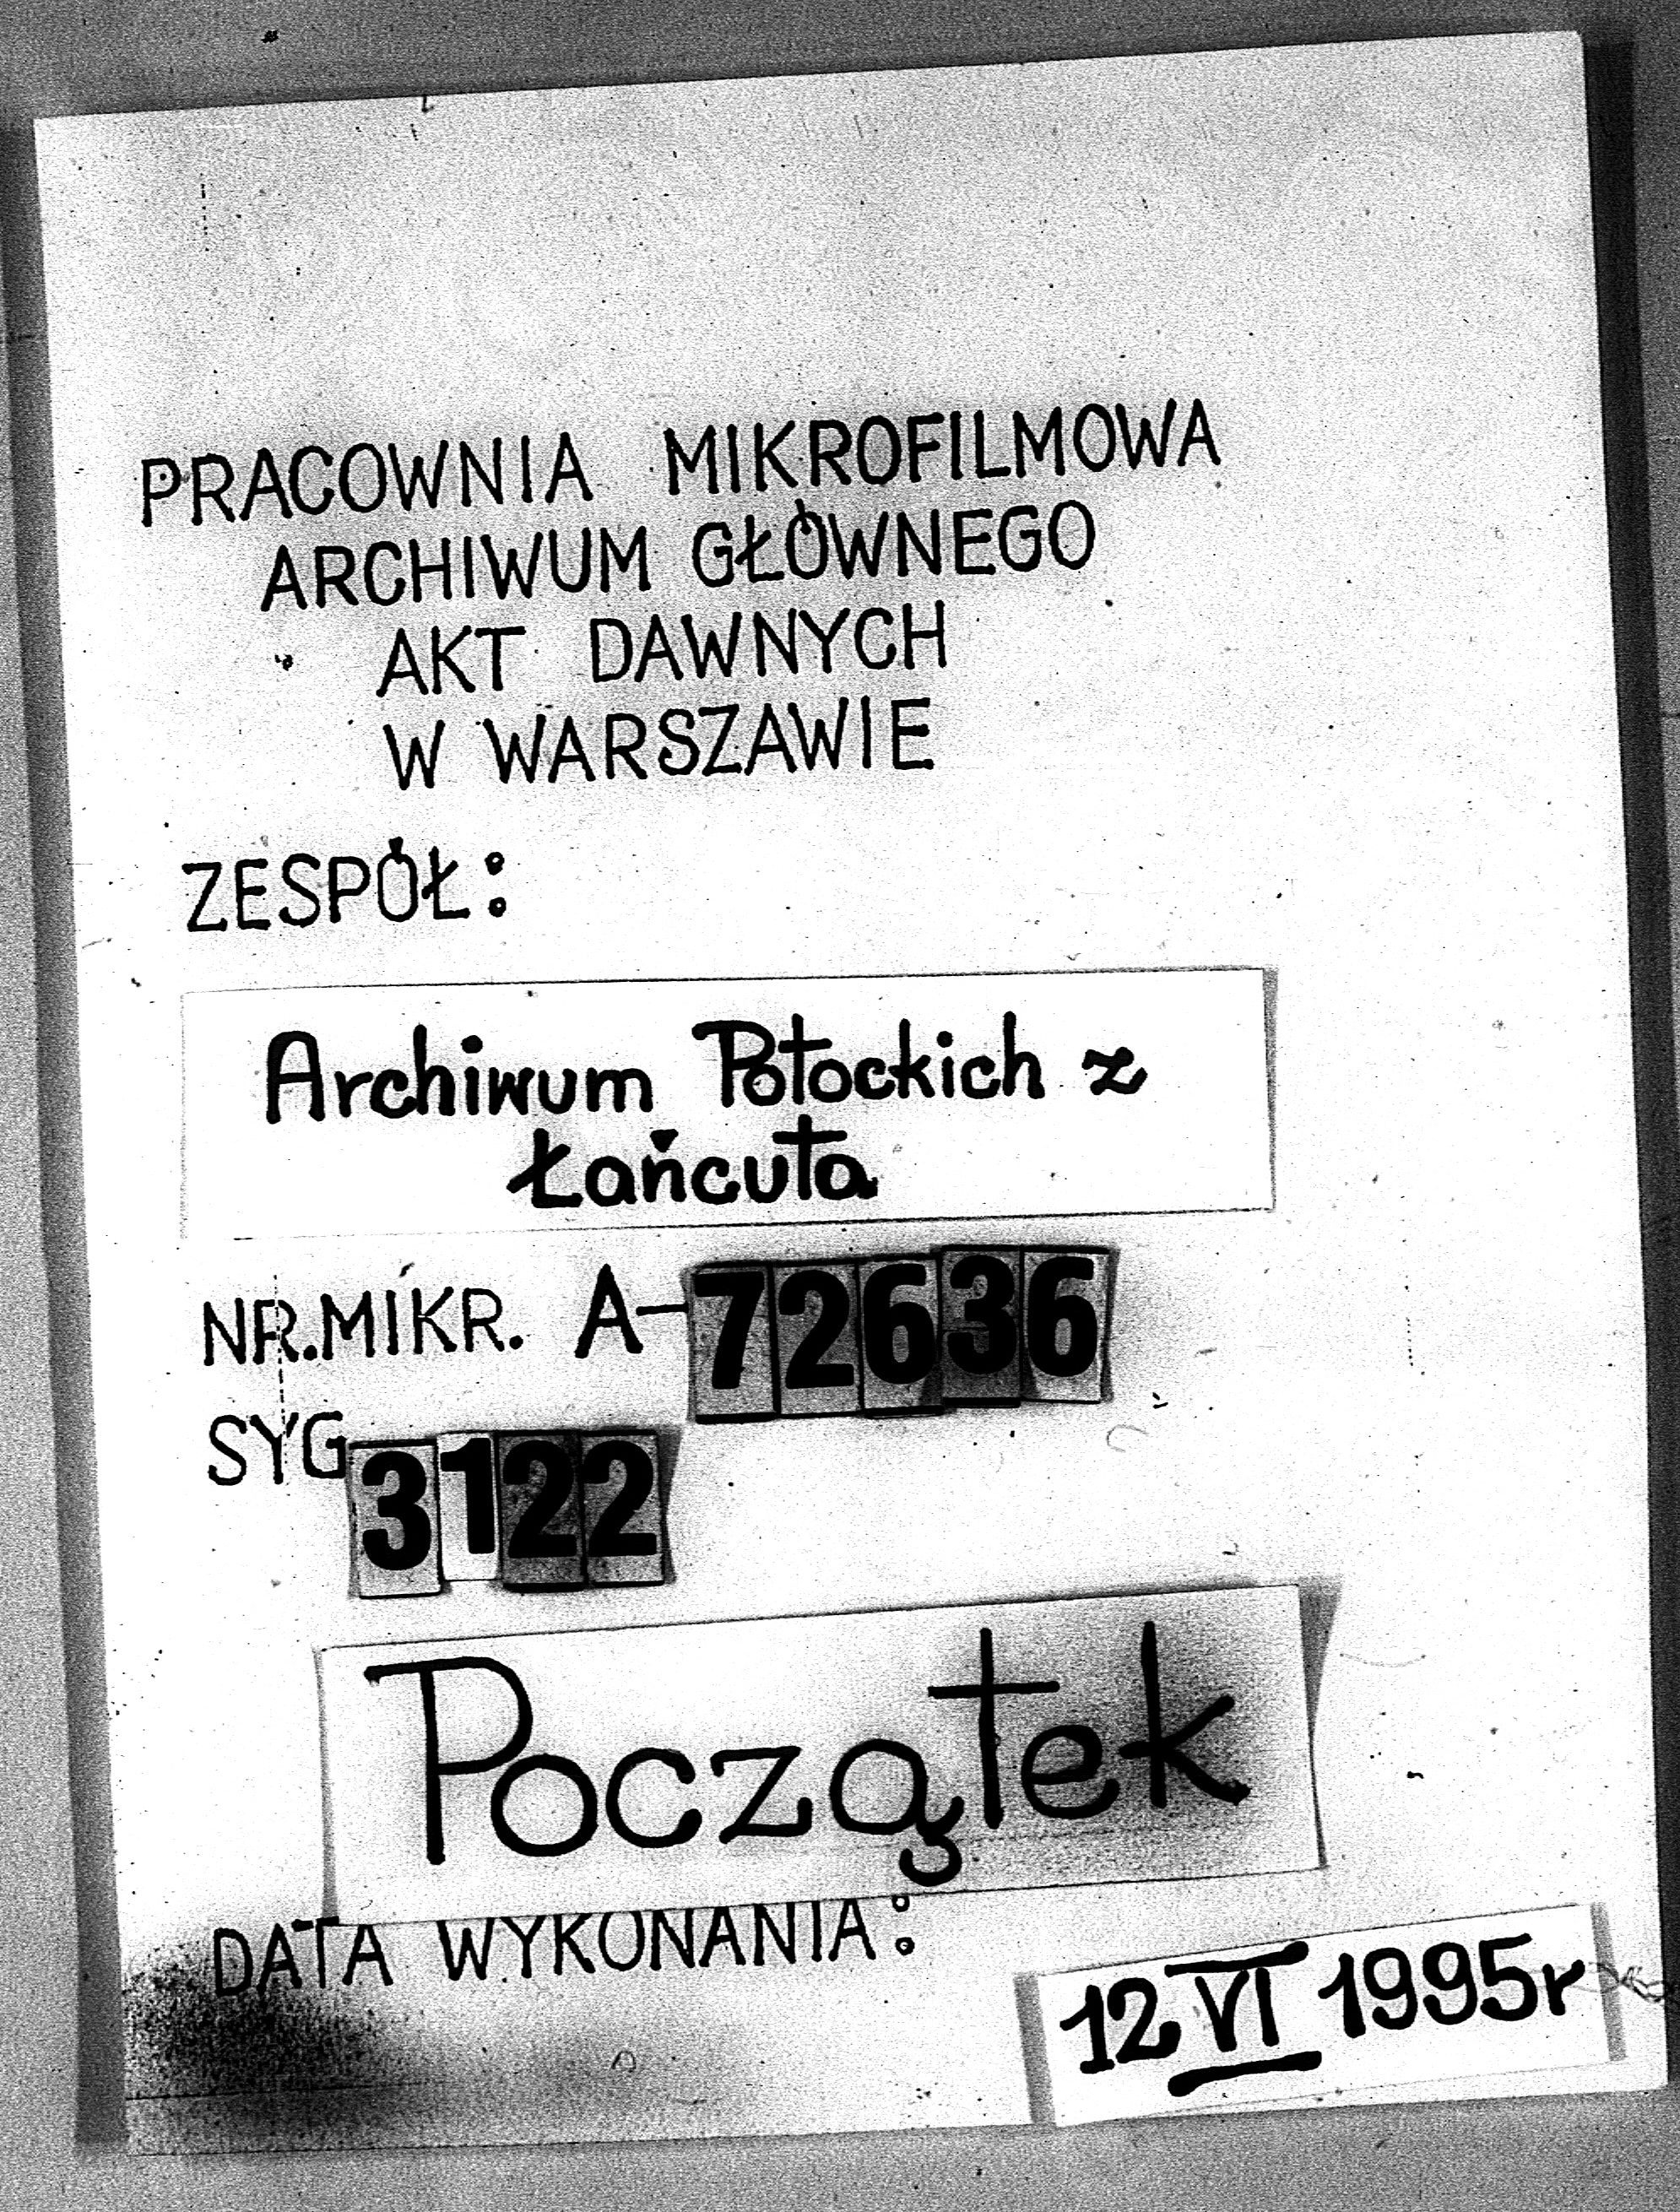 PRACOWNIA MIKROFILMOWA
ARCHIWUM GŁÓWNEGO
AKT DAWNYCH
W WARSZAWIE
ZESPÓŁ:
Archiwum Potockich z
Łańcuta
NR.MIKR. A-72636
SYG 3122
Początek
DATA WYKONANIA:
12 VI 1995r